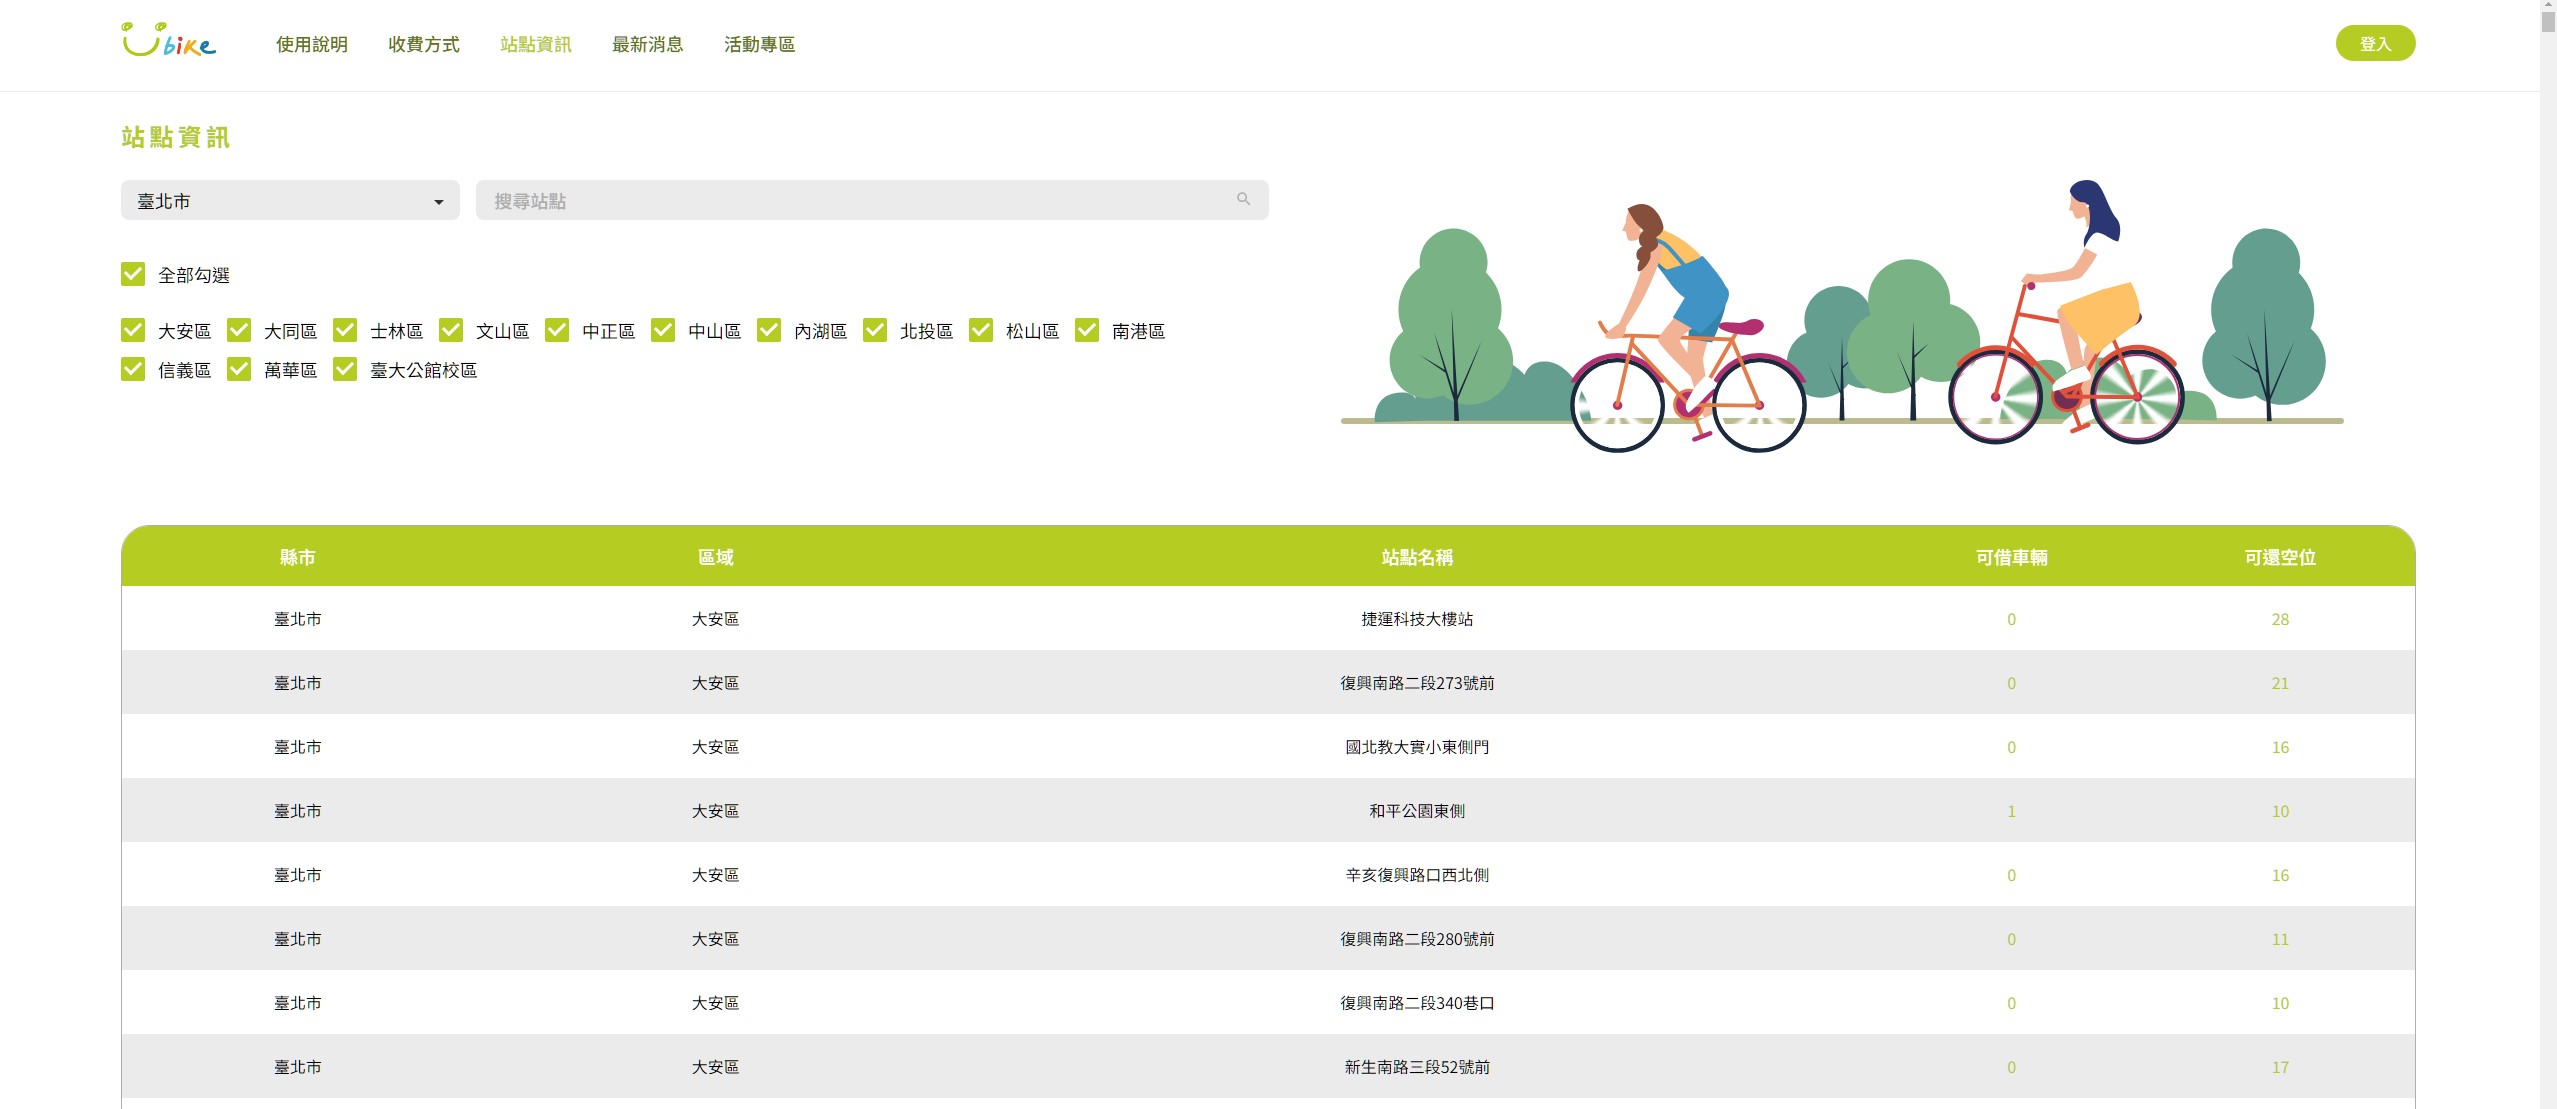 Ubike 使用說明 收費方式 站點資訊 最新消息 活動專區 登入
站點資訊
臺北市 搜尋站點
全部勾選
大安區 大同區 士林區 文山區 中正區 中山區 內湖區 北投區 松山區 南港區
信義區 萬華區 臺大公館校區
縣市 區域 站點名稱 可借車輛 可還空位
臺北市 大安區 捷運科技大樓站 0 28
臺北市 大安區 復興南路二段273號前 0 21
臺北市 大安區 國北教大實小東側門 0 16
臺北市 大安區 和平公園東側 1 10
臺北市 大安區 辛亥復興路口西北側 0 16
臺北市 大安區 復興南路二段280號前 0 11
臺北市 大安區 復興南路二段340巷口 0 10
臺北市 大安區 新生南路三段52號前 0 17